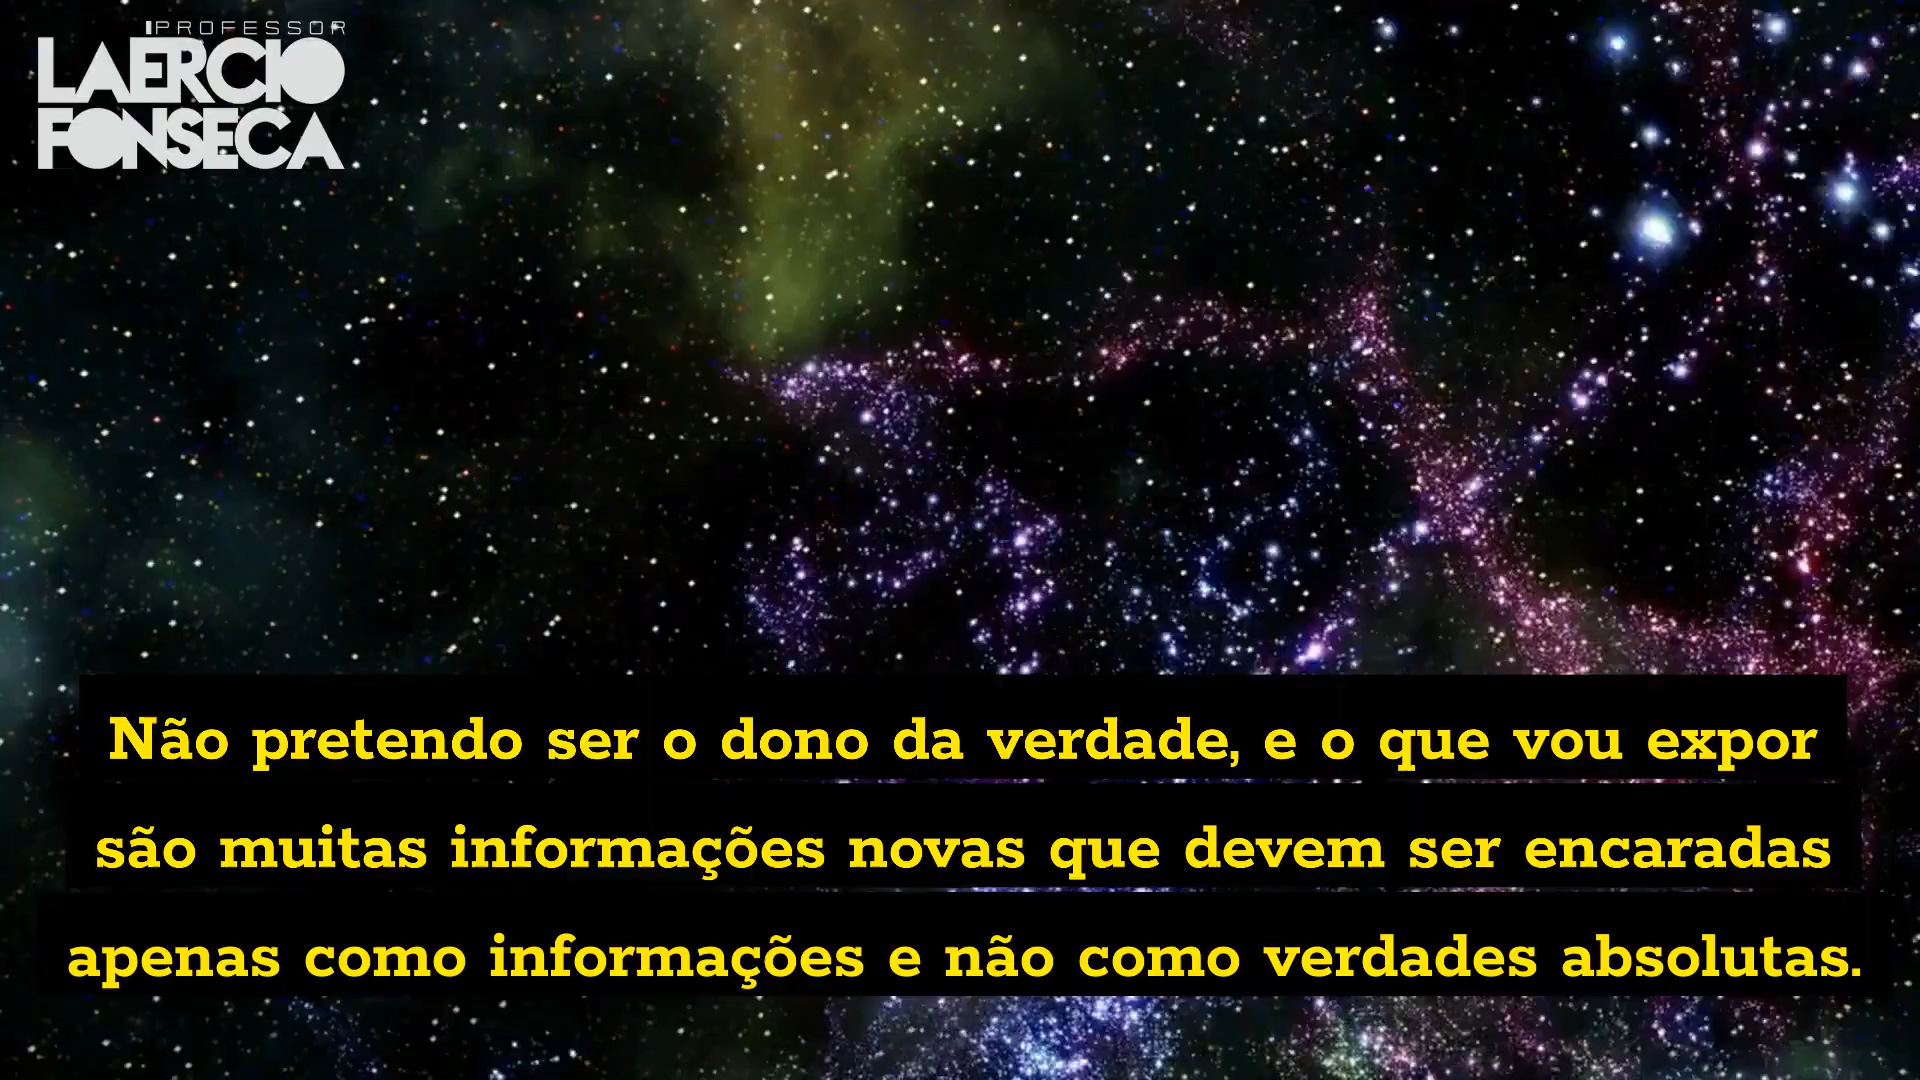 PROFESSOR
LAÉRCIO
FONSECA
Não pretendo ser o dono da verdade, e o que vou expor
são muitas informações novas que devem ser encaradas
apenas como informações e não como verdades absolutas.